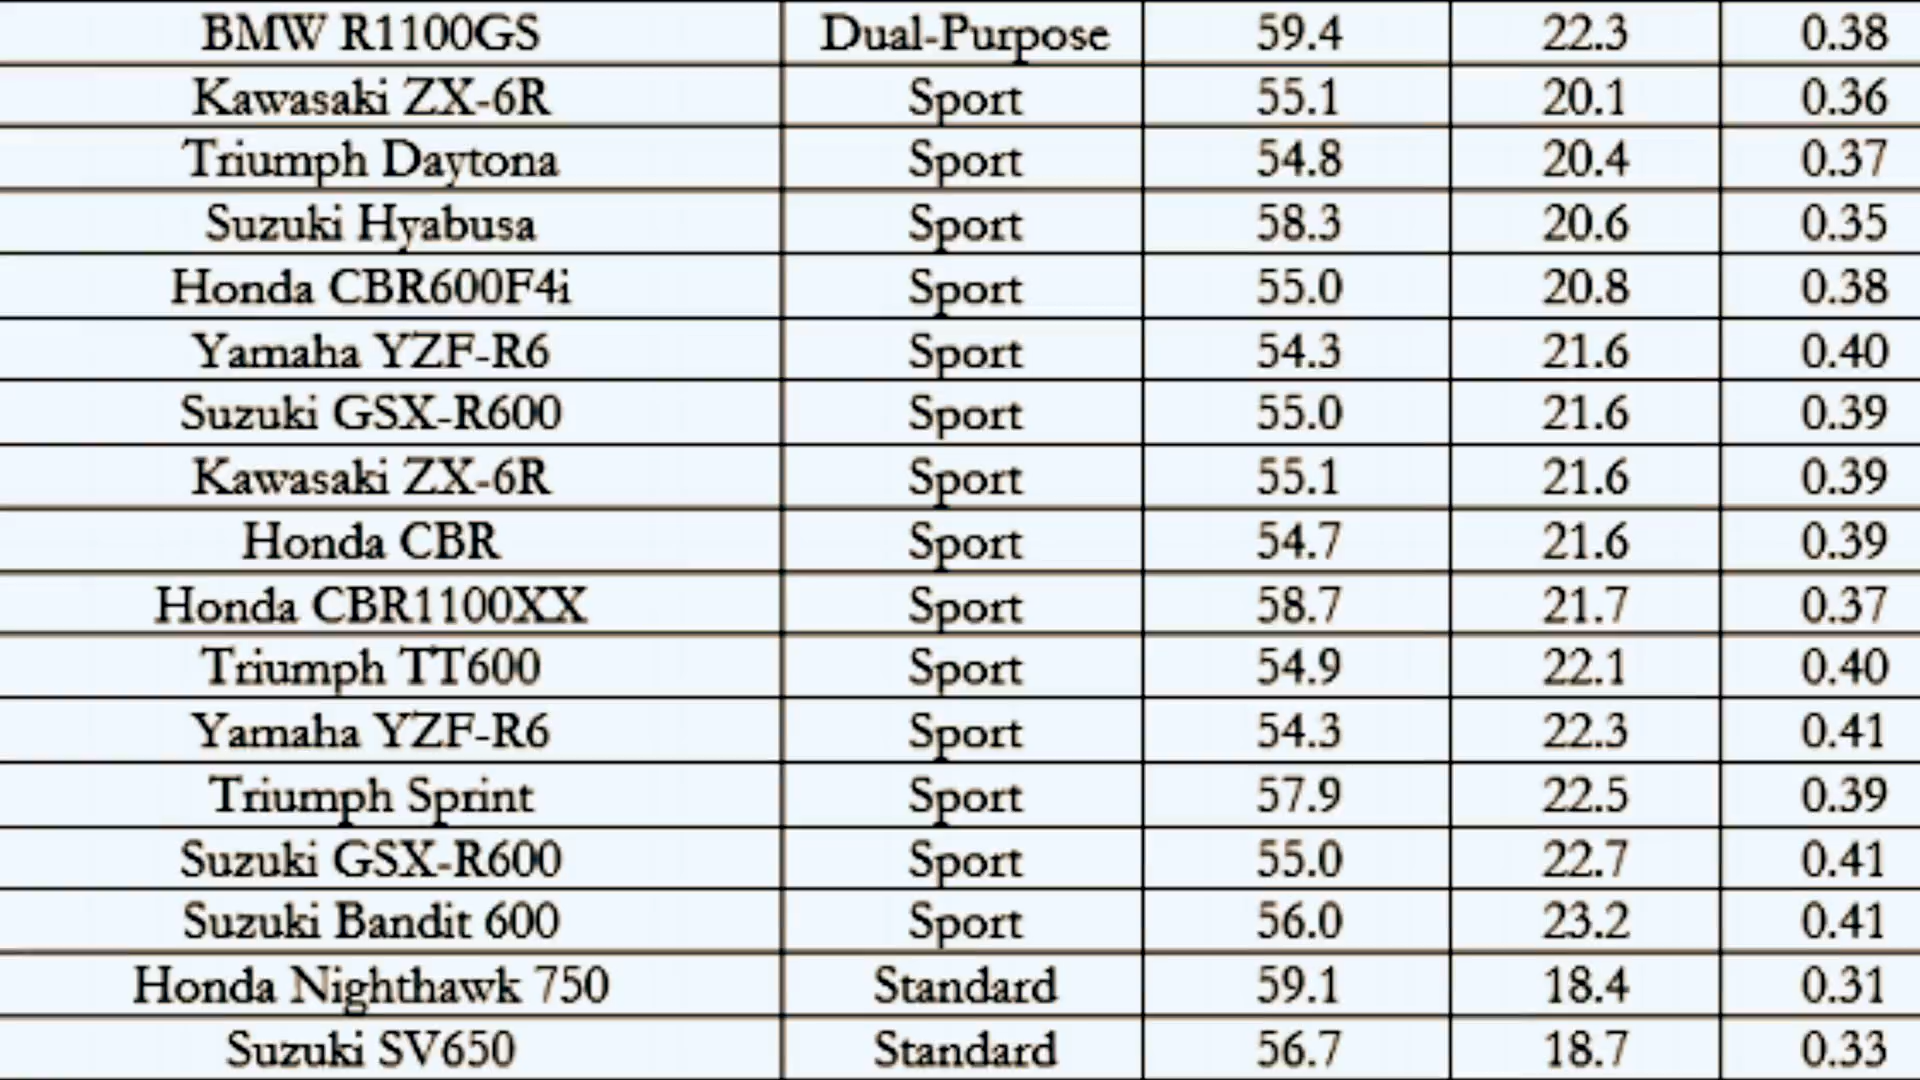 BMW R1100GS Dual-Purpose 59.4 22.3 0.38
Kawasaki ZX-6R Sport 55.1 20.1 0.36
Triumph Daytona Sport 54.8 20.4 0.37
Suzuki Hyabusa Sport 58.3 20.6 0.35
Honda CBR600F4i Sport 55.0 20.8 0.38
Yamaha YZF-R6 Sport 54.3 21.6 0.40
Suzuki GSX-R600 Sport 55.0 21.6 0.39
Kawasaki ZX-6R Sport 55.1 21.6 0.39
Honda CBR Sport 54.7 21.6 0.39
Honda CBR1100XX Sport 58.7 21.7 0.37
Triumph TT600 Sport 54.9 22.1 0.40
Yamaha YZF-R6 Sport 54.3 22.3 0.41
Triumph Sprint Sport 57.9 22.5 0.39
Suzuki GSX-R600 Sport 55.0 22.7 0.41
Suzuki Bandit 600 Sport 56.0 23.2 0.41
Honda Nighthawk 750 Standard 59.1 18.4 0.31
Suzuki SV650 Standard 56.7 18.7 0.33